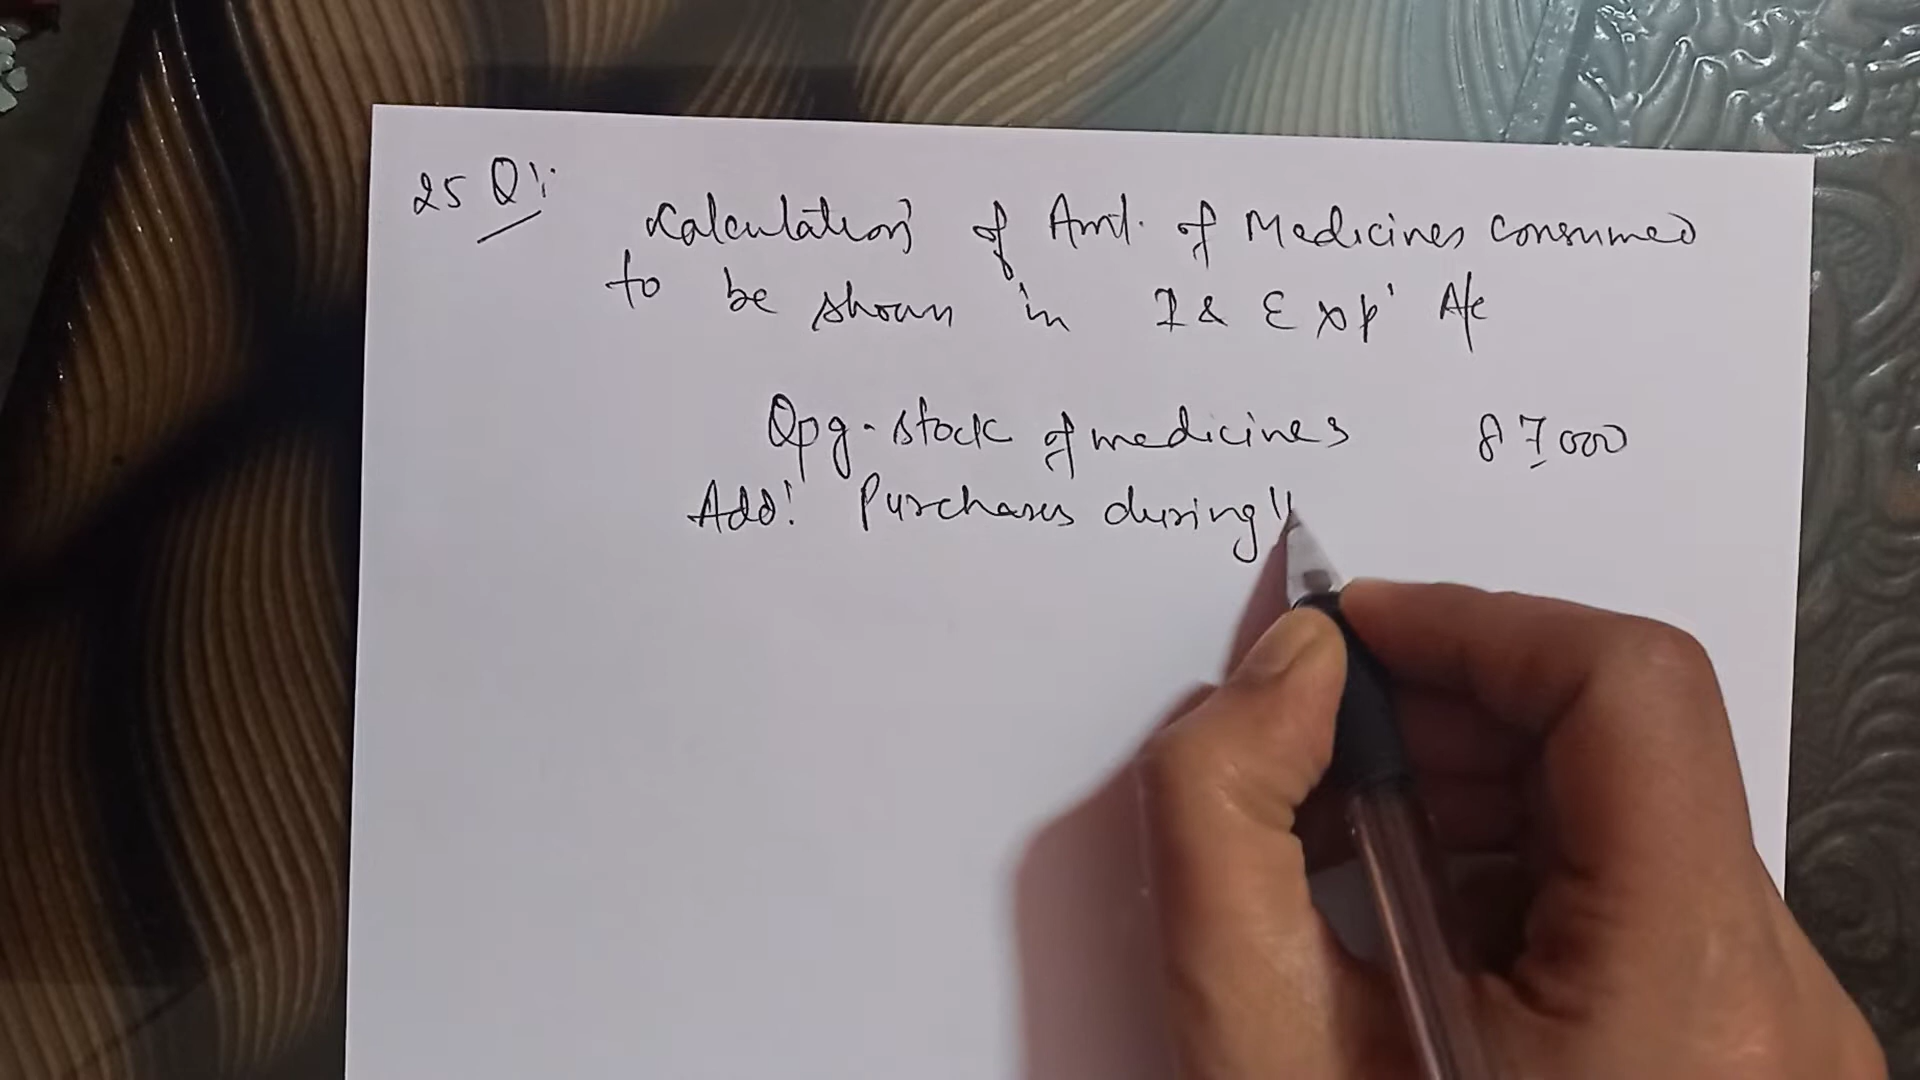 25 Q1:
Calculation of Amt. of Medicines consumed
to be shown in I & Exp' A/c
Opg. stock of medicines 87000
Add: Purchases during